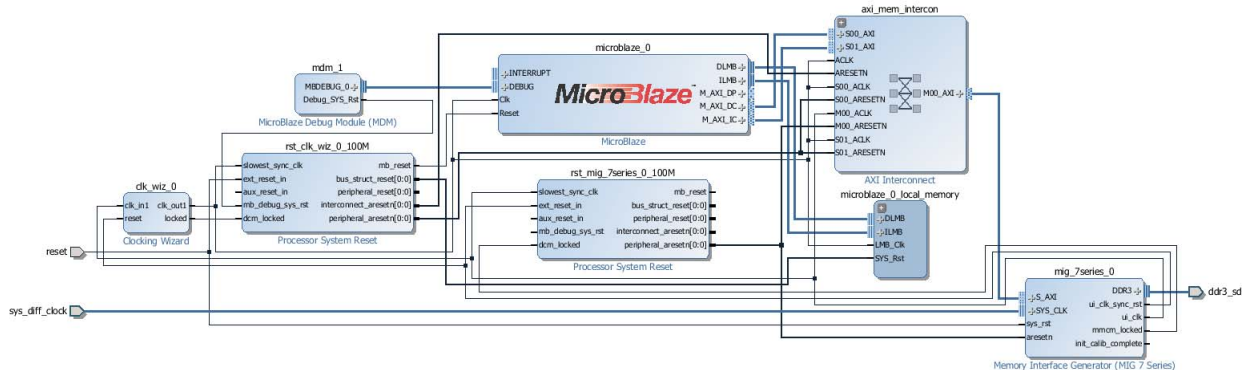 axi_mem_intercon
S00_AXI
S01_AXI
ACLK
ARESETN
S00_ACLK
S00_ARESETN
M00_ACLK
M00_ARESETN
S01_ACLK
S01_ARESETN
M00_AXI
AXI Interconnect
microblaze_0
INTERRUPT
DEBUG
Clk
Reset
MicroBlaze
DLMB
ILMB
M_AXI_DP
M_AXI_DC
M_AXI_IC
MicroBlaze
mdm_1
MBDEBUG_0
Debug_SYS_Rst
MicroBlaze Debug Module (MDM)
rst_clk_wiz_0_100M
slowest_sync_clk
ext_reset_in
aux_reset_in
mb_debug_sys_rst
dcm_locked
mb_reset
bus_struct_reset[0:0]
peripheral_reset[0:0]
interconnect_aresetn[0:0]
peripheral_aresetn[0:0]
Processor System Reset
rst_mig_7series_0_100M
slowest_sync_clk
ext_reset_in
aux_reset_in
mb_debug_sys_rst
dcm_locked
mb_reset
bus_struct_reset[0:0]
peripheral_reset[0:0]
interconnect_aresetn[0:0]
peripheral_aresetn[0:0]
Processor System Reset
clk_wiz_0
clk_in1
reset
clk_out1
locked
Clocking Wizard
microblaze_0_local_memory
DLMB
ILMB
LMB_Clk
SYS_Rst
reset
sys_diff_clock
mig_7series_0
S_AXI
SYS_CLK
sys_rst
aresetn
DDR3
ui_clk_sync_rst
ui_clk
mmcm_locked
init_calib_complete
Memory Interface Generator (MIG 7 Series)
ddr3_sd